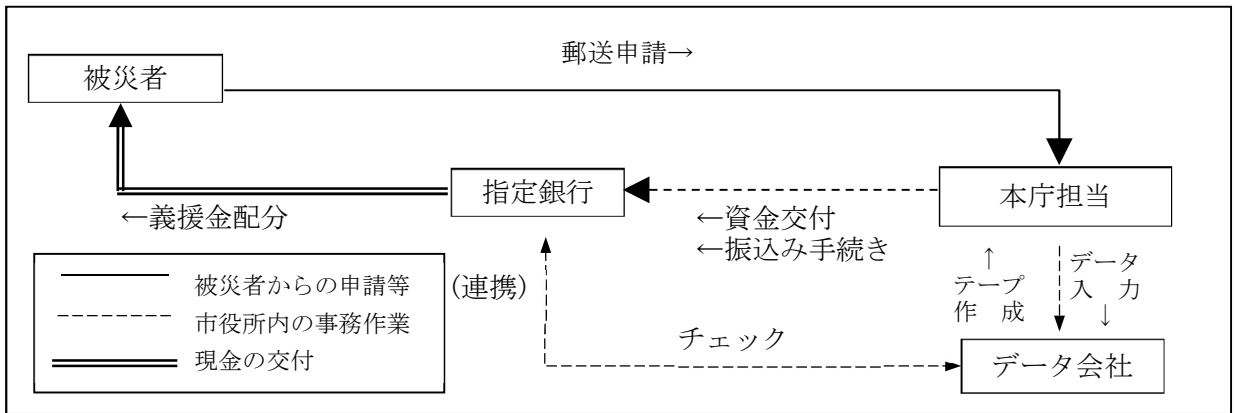 郵送申請→
被災者
指定銀行
本庁担当
←義援金配分
←資金交付
←振込み手続き
被災者からの申請等
市役所内の事務作業
現金の交付
(連携)
チェック
↑
テープ
作　成
データ
入　力
↓
データ会社